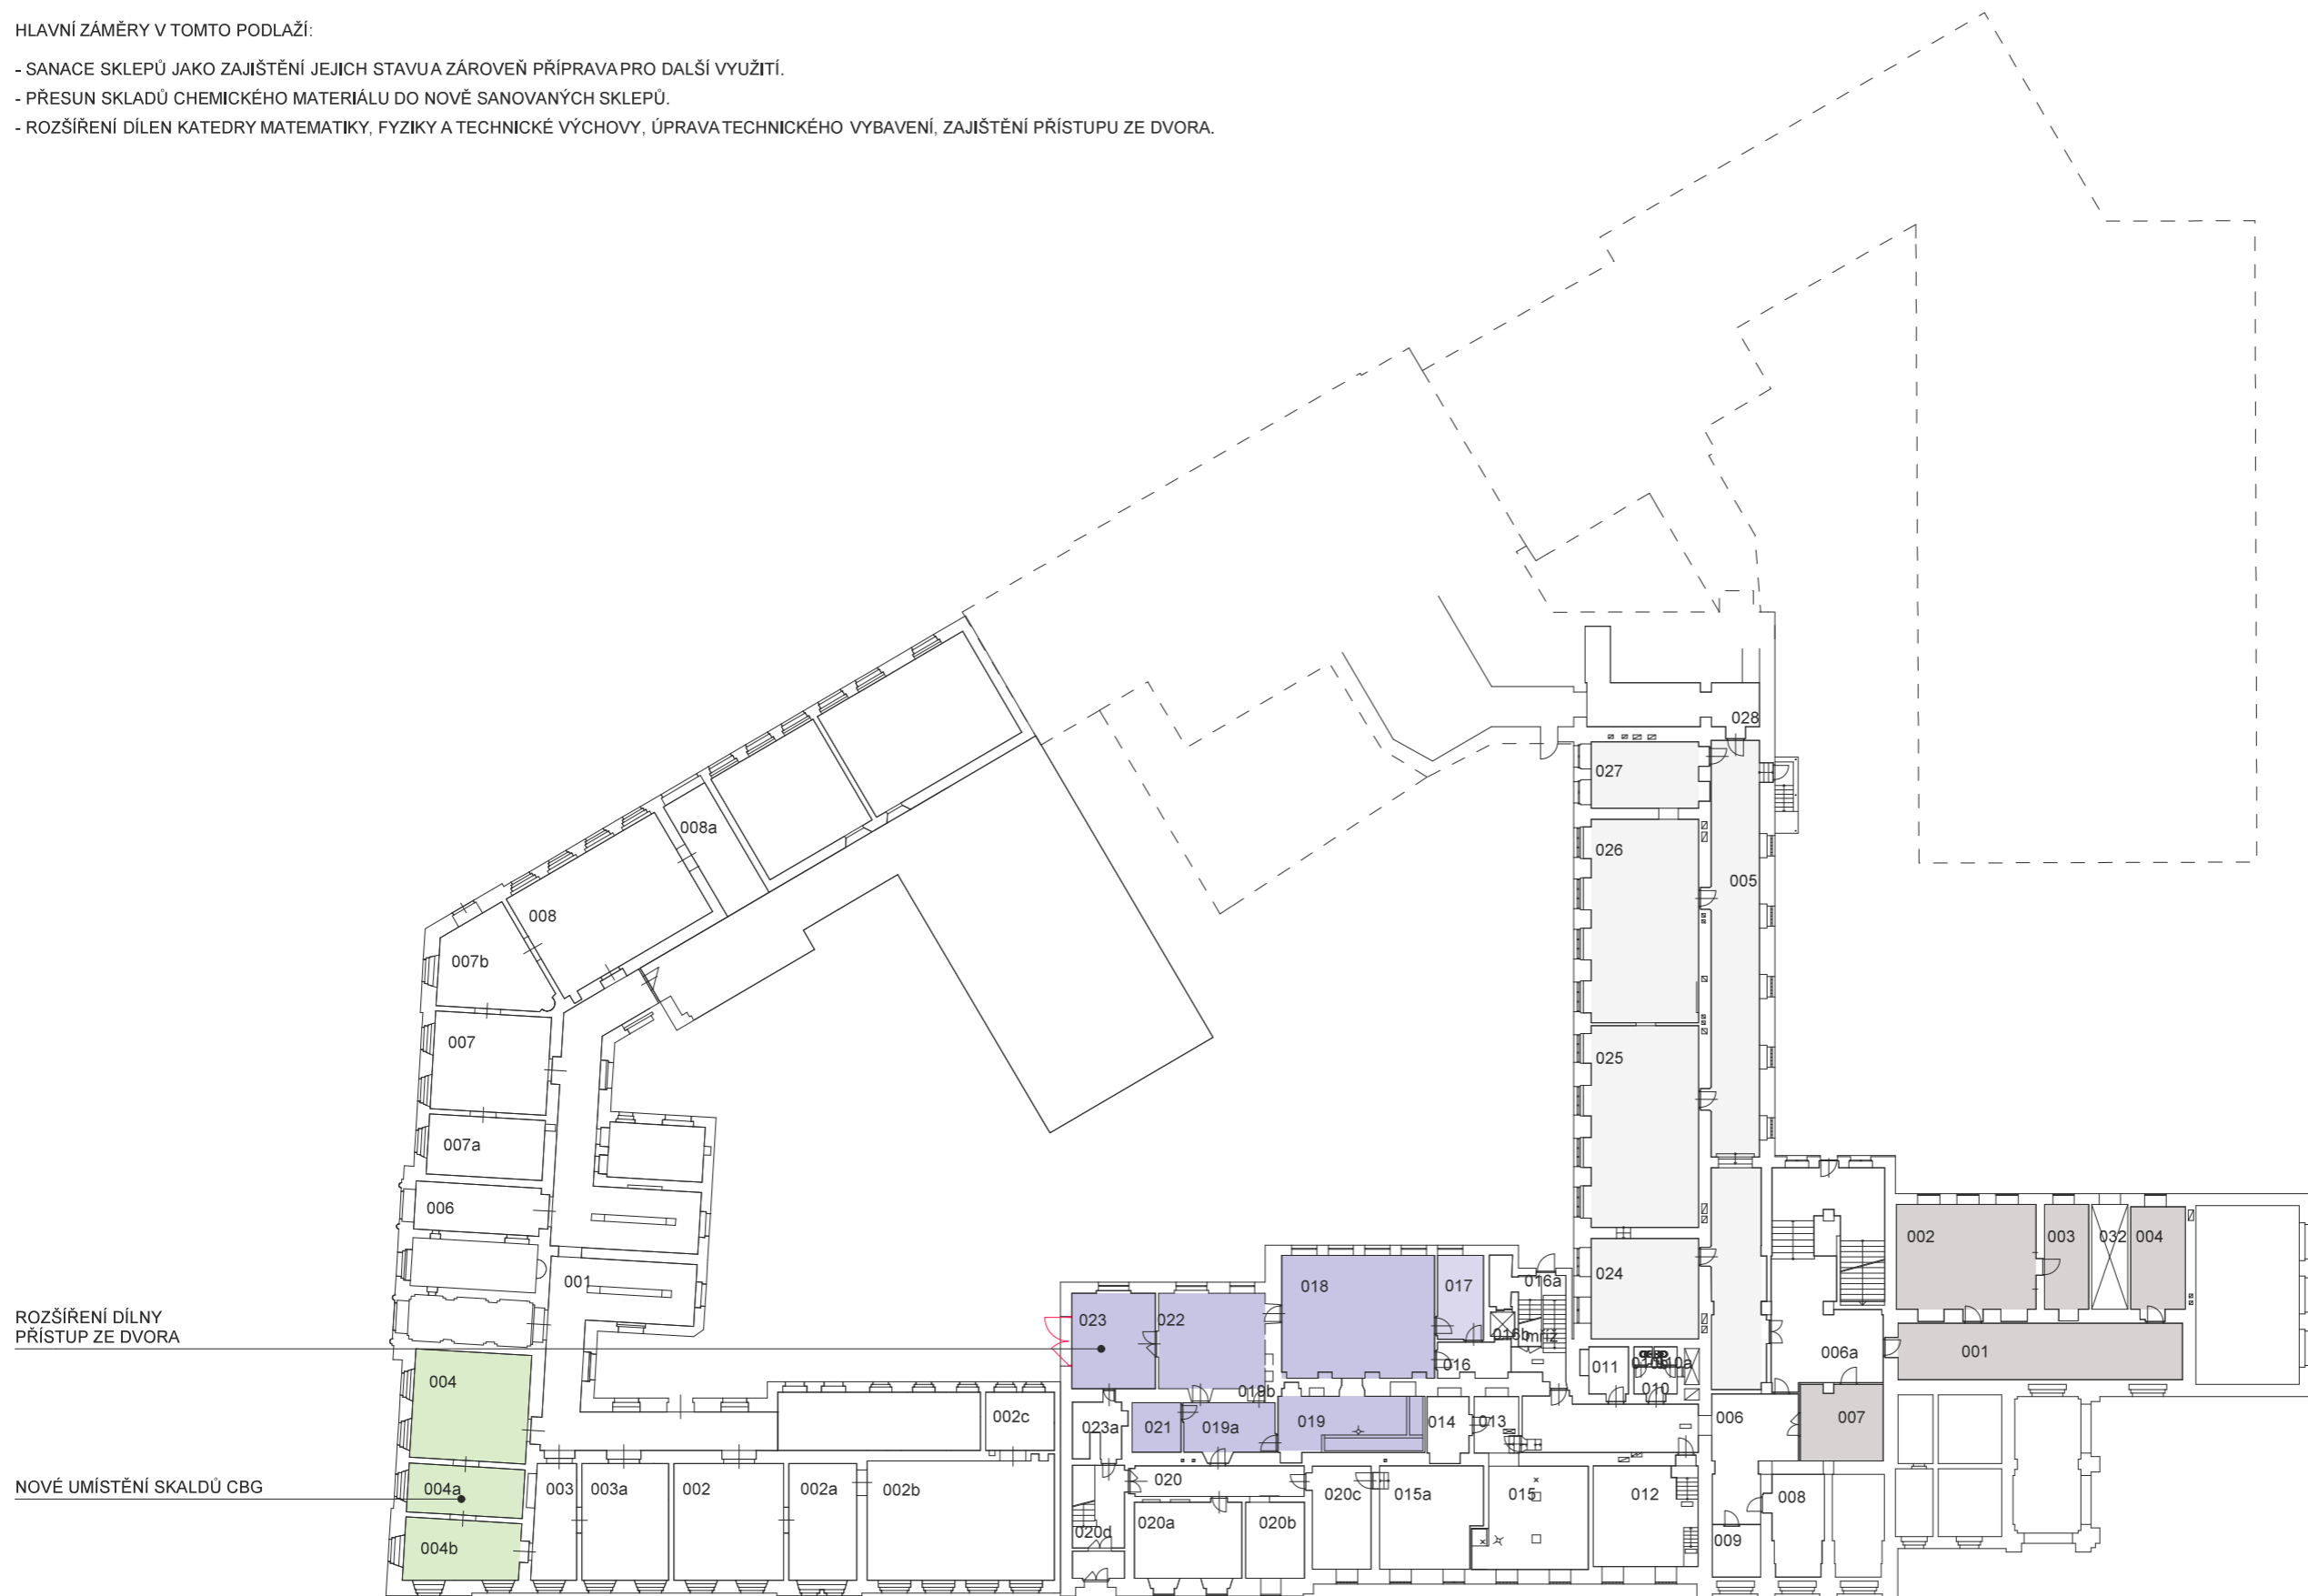 HLAVNÍ ZÁMĚRY V TOMTO PODLAŽÍ:
- SANACE SKLEPŮ JAKO ZAJIŠTĚNÍ JEJICH STAVU A ZÁROVEŇ PŘÍPRAVA PRO DALŠÍ VYUŽITÍ.
- PŘESUN SKLADŮ CHEMICKÉHO MATERIÁLU DO NOVĚ SANOVANÝCH SKLEPŮ.
- ROZŠÍŘENÍ DÍLEN KATEDRY MATEMATIKY, FYZIKY A TECHNICKÉ VÝCHOVY, ÚPRAVA TECHNICKÉHO VYBAVENÍ, ZAJIŠTĚNÍ PŘÍSTUPU ZE DVORA.
028
027
008a
026
005
008
007b
007
025
007a
006
002
003
032
004
001
024
016a
018
017
ROZŠÍŘENÍ DÍLNY
PŘÍSTUP ZE DVORA
023
022
016b
mříž
006a
001
016
011
010a
010
004
019b
002c
023a
021
019a
019
014
013
006
007
NOVÉ UMÍSTĚNÍ SKALDŮ CBG
004a
003
003a
002
002a
002b
020
020c
015a
015
012
008
020d
020a
020b
009
004b